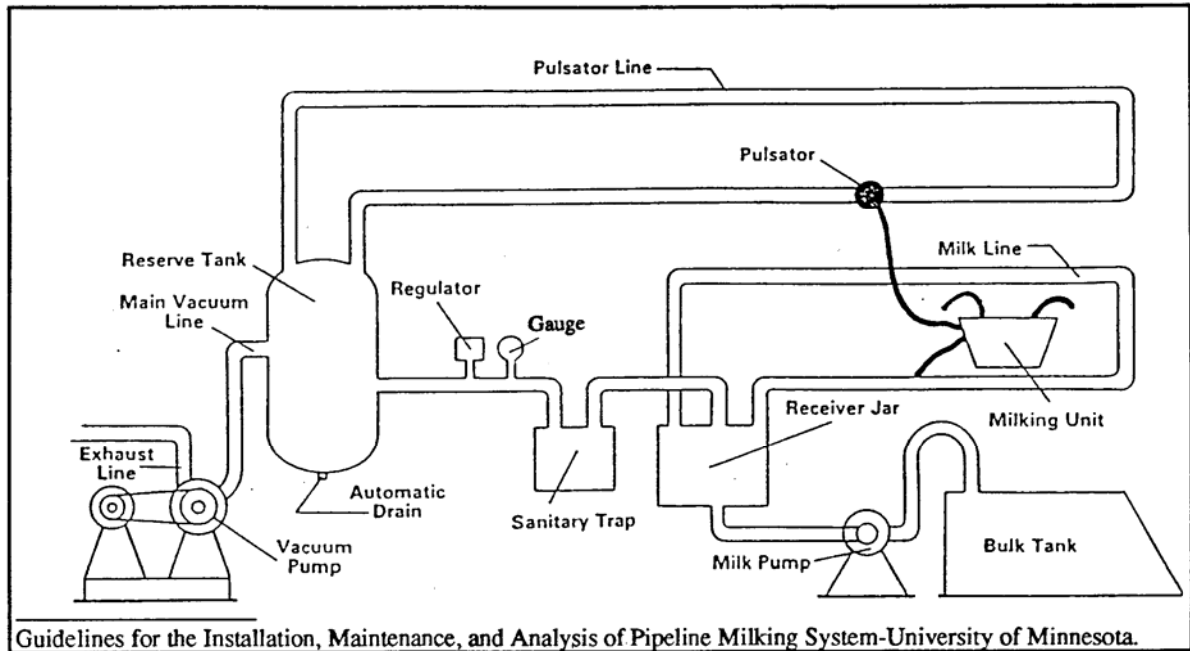 Pulsator Line
Pulsator
Milk Line
Reserve Tank
Main Vacuum
Line
Regulator
Gauge
Receiver Jar
Milking Unit
Exhaust
Line
Automatic
Drain
Sanitary Trap
Vacuum
Pump
Milk Pump
Bulk Tank
Guidelines for the Installation, Maintenance, and Analysis of Pipeline Milking System-University of Minnesota.